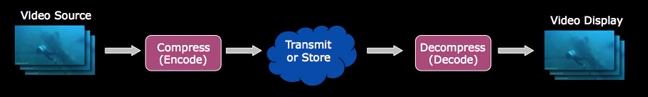 Video Source
Compress
(Encode)
Transmit
or Store
Decompress
(Decode)
Video Display